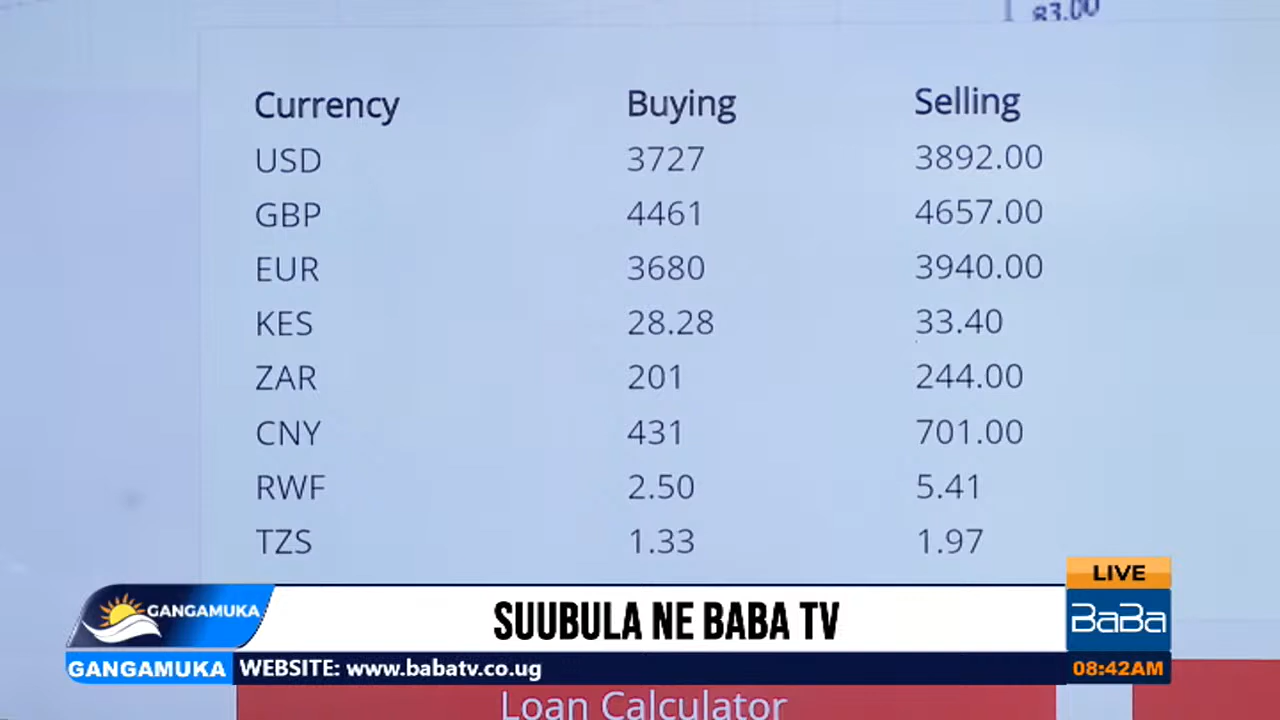 83.00
Currency Buying Selling
USD 3727 3892.00
GBP 4461 4657.00
EUR 3680 3940.00
KES 28.28 33.40
ZAR 201 244.00
CNY 431 701.00
RWF 2.50 5.41
TZS 1.33 1.97
LIVE
GANGAMUKA
SUUBULA NE BABA TV
BaBa
GANGAMUKA WEBSITE: www.babatv.co.ug
08:42AM
Loan Calculator